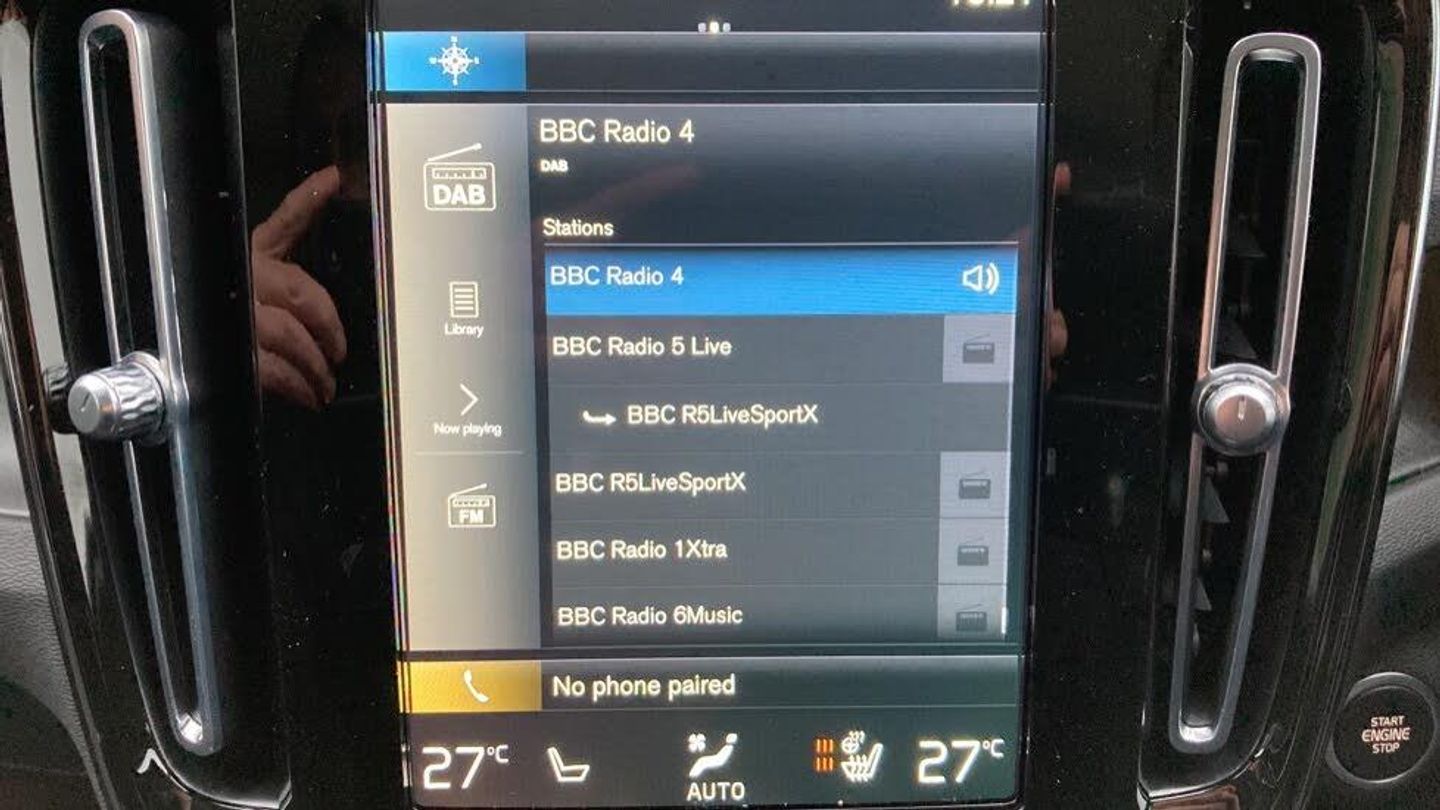 BBC Radio 4
DAB
DAB
Stations
BBC Radio 4
Library
BBC Radio 5 Live
Now playing
BBC R5LiveSportX
BBC R5LiveSportX
FM
BBC Radio 1Xtra
BBC Radio 6Music
No phone paired
27°C
AUTO
27°C
START
ENGINE
STOP